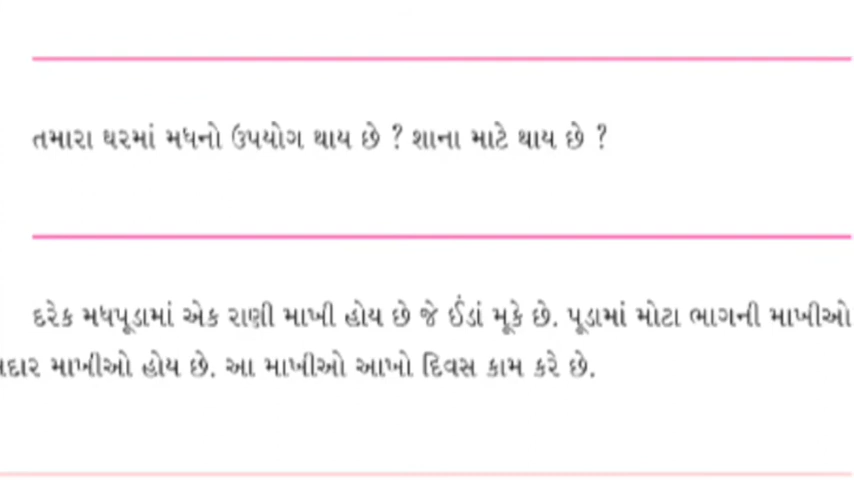 તમારા ઘરમાં મધનો ઉપયોગ થાય છે ? શાના માટે થાય છે ?
દરેક મધપૂડામાં એક રાણી માખી હોય છે જે ઈંડાં મૂકે છે. પૂડામાં મોટા ભાગની માખીઓ
માખીઓ હોય છે. આ માખીઓ આખો દિવસ કામ કરે છે.